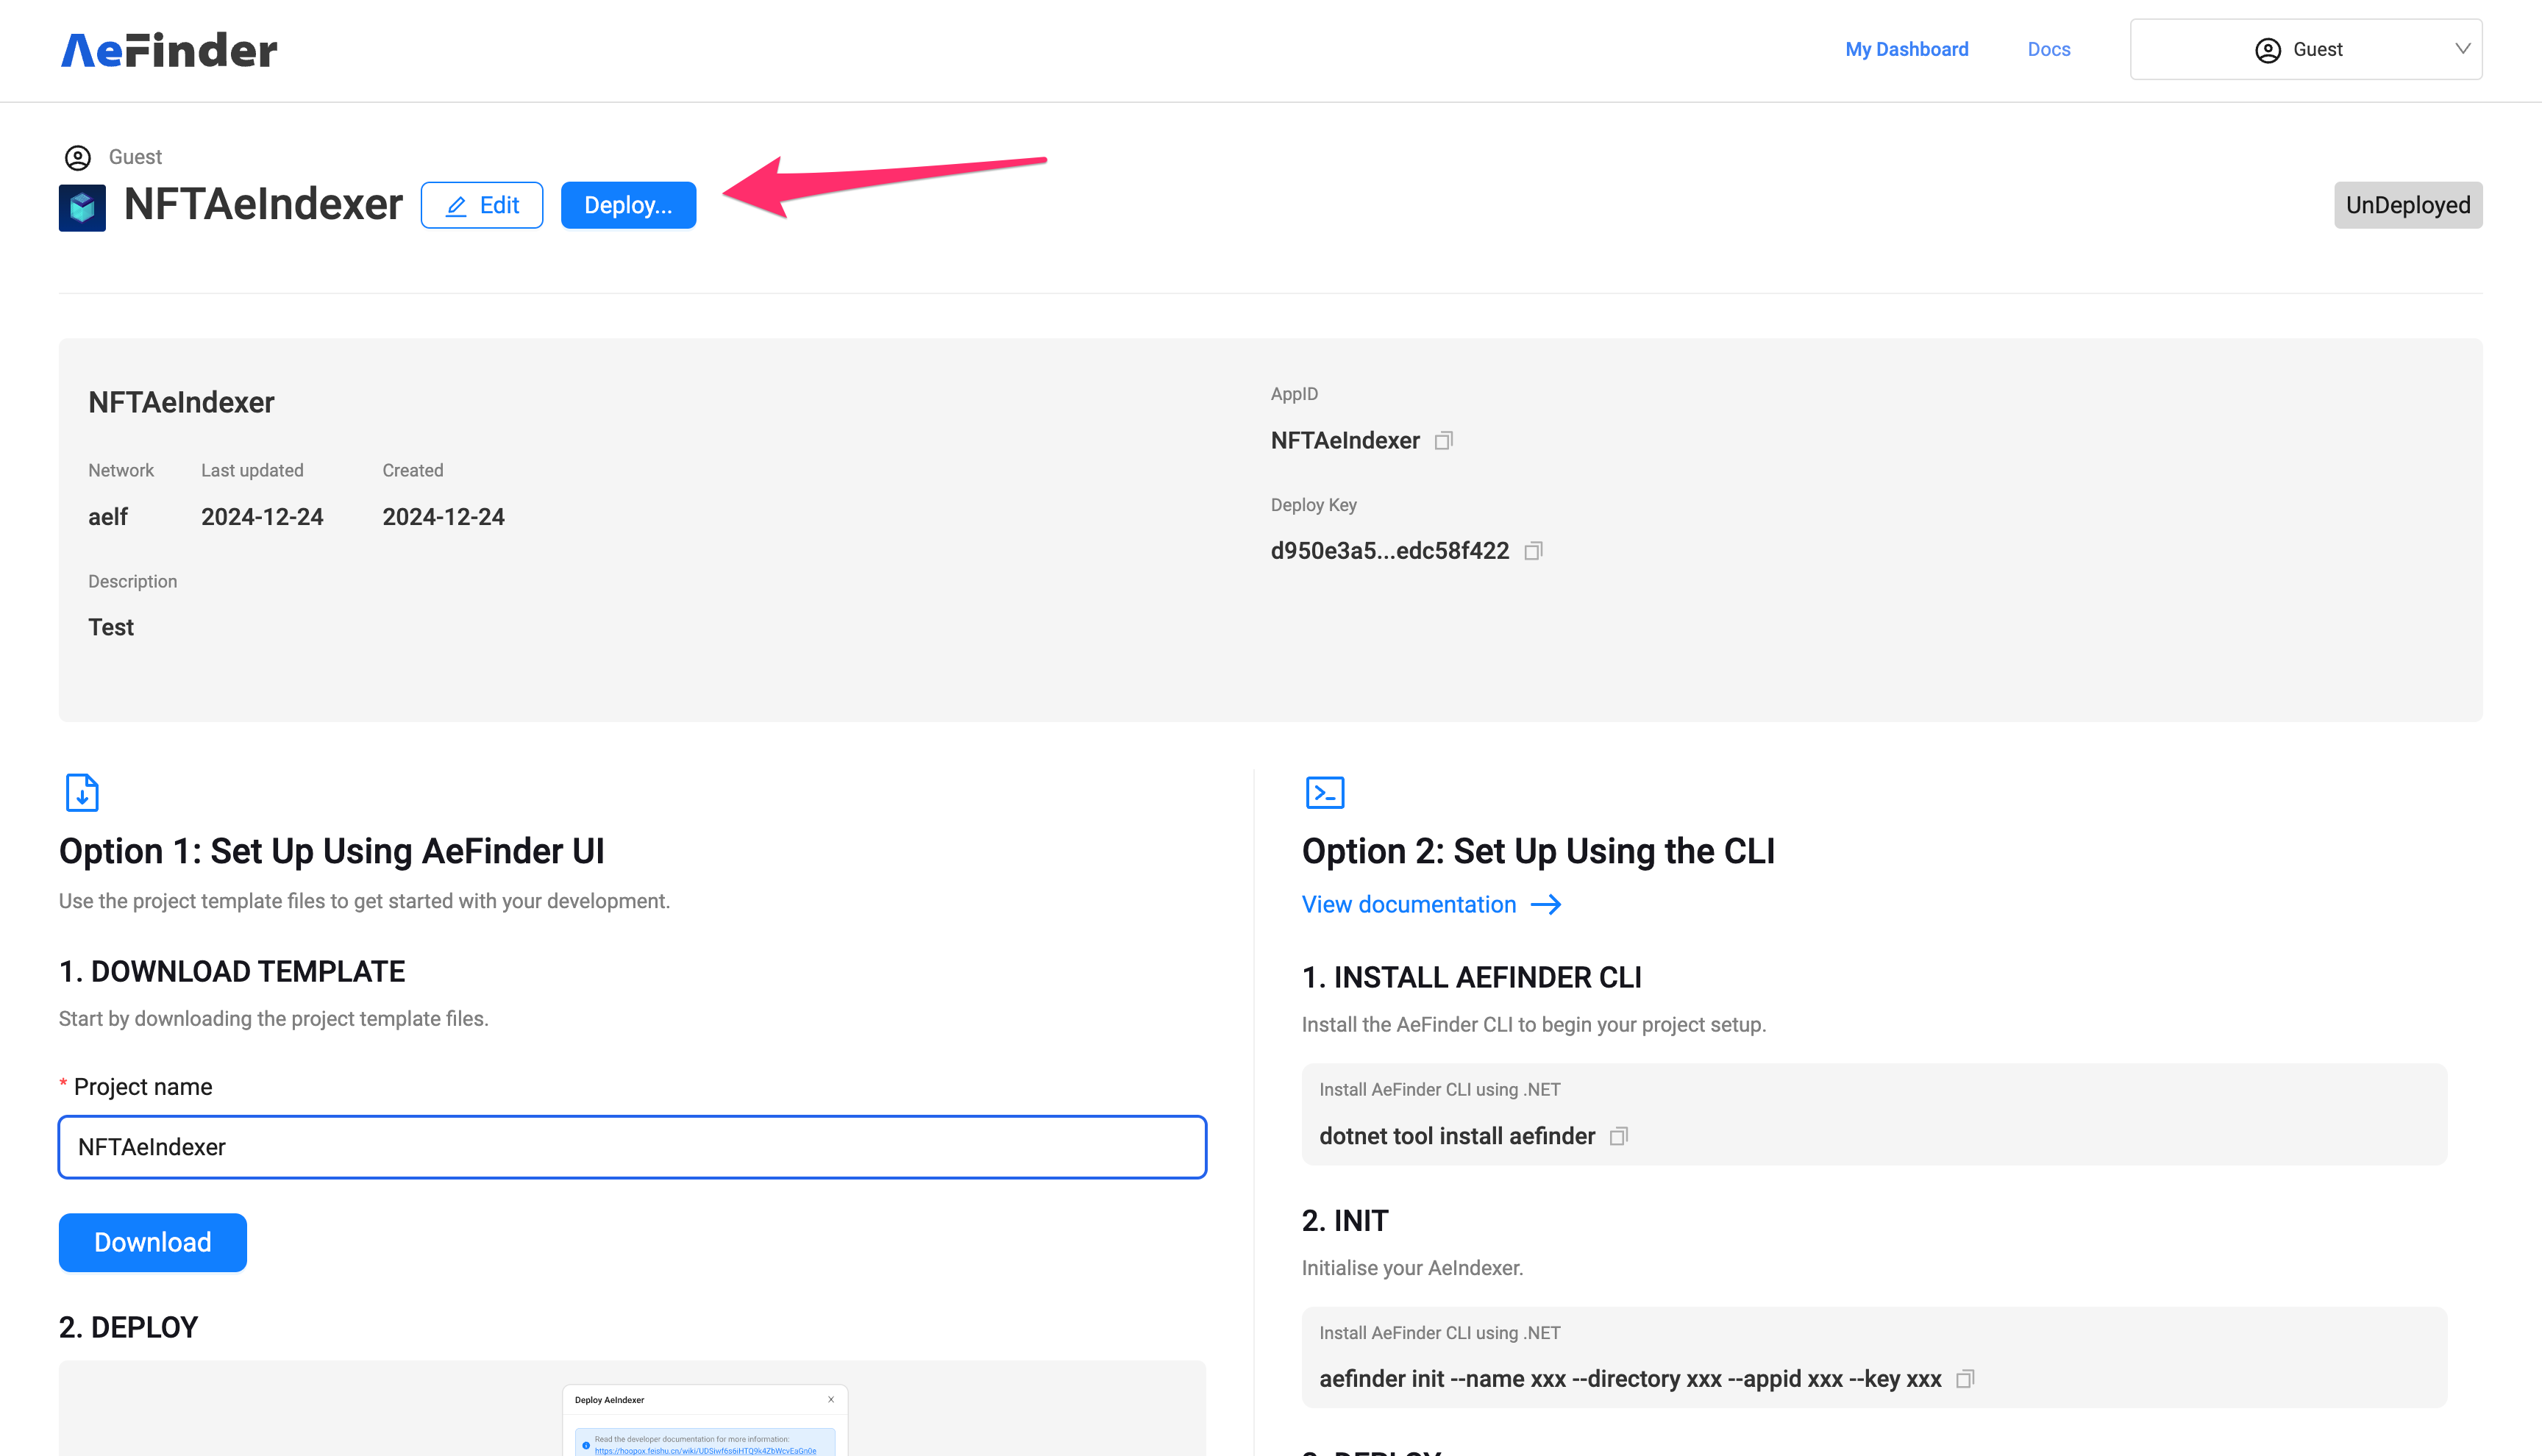 AeFinder
My Dashboard
Docs
Guest
Guest
NFTAeIndexer
Edit
Deploy...
UnDeployed
NFTAeIndexer
Network Last updated Created
aelf 2024-12-24 2024-12-24
Description
Test
AppID
NFTAeIndexer
Deploy Key
d950e3a5...edc58f422
Option 1: Set Up Using AeFinder UI
Use the project template files to get started with your development.
1. DOWNLOAD TEMPLATE
Start by downloading the project template files.
* Project name
NFTAeIndexer
Download
2. DEPLOY
Deploy AeIndexer
Read the developer documentation for more information:
Option 2: Set Up Using the CLI
View documentation
1. INSTALL AEFINDER CLI
Install the AeFinder CLI to begin your project setup.
Install AeFinder CLI using .NET
dotnet tool install aefinder
2. INIT
Initialise your AeIndexer.
Install AeFinder CLI using .NET
aefinder init --name xxx --directory xxx --appid xxx --key xxx
3. DEPLOY